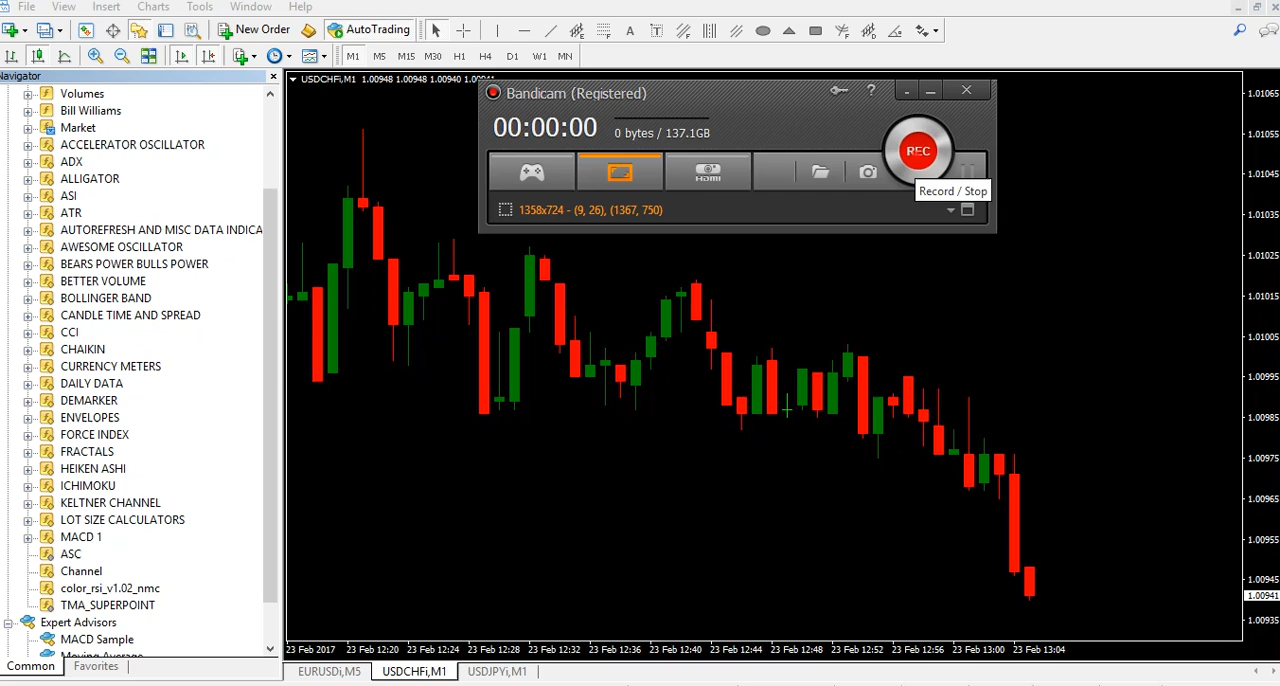 File View Insert Charts Tools Window Help
New Order AutoTrading
M1 M5 M15 M30 H1 H4 D1 W1 MN
Navigator
Volumes
Bill Williams
Market
ACCELERATOR OSCILLATOR
ADX
ALLIGATOR
ASI
ATR
AUTOREFRESH AND MISC DATA INDICA
AWESOME OSCILLATOR
BEARS POWER BULLS POWER
BETTER VOLUME
BOLLINGER BAND
CANDLE TIME AND SPREAD
CCI
CHAIKIN
CURRENCY METERS
DAILY DATA
DEMARKER
ENVELOPES
FORCE INDEX
FRACTALS
HEIKEN ASHI
ICHIMOKU
KELTNER CHANNEL
LOT SIZE CALCULATORS
MACD 1
ASC
Channel
color_rsi_v1.02_nmc
TMA_SUPERPOINT
Expert Advisors
MACD Sample
Moving Average
Common Favorites
USDCHFi,M1 1.00948 1.00948 1.00940 1.00941
Bandicam (Registered)
00:00:00 0 bytes / 137.1GB
REC
HDMI
Record / Stop
1358x724 - (9, 26), (1367, 750)
1.01065
1.01055
1.01045
1.01035
1.01025
1.01015
1.01005
1.00995
1.00985
1.00975
1.00965
1.00955
1.00945
1.00941
1.00935
23 Feb 2017 23 Feb 12:20 23 Feb 12:24 23 Feb 12:28 23 Feb 12:32 23 Feb 12:36 23 Feb 12:40 23 Feb 12:44 23 Feb 12:48 23 Feb 12:52 23 Feb 12:56 23 Feb 13:00 23 Feb 13:04
EURUSDi,M5 USDCHFi,M1 USDJPYi,M1